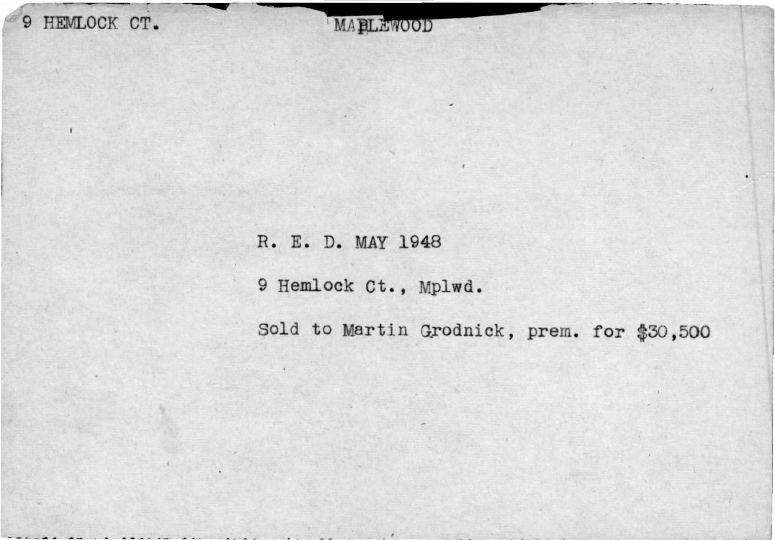 9 HEMLOCK CT. MAPLEWOOD
R. E. D. MAY 1948
9 Hemlock Ct., Mplwd.
Sold to Martin Grodnick, prem. for $30,500